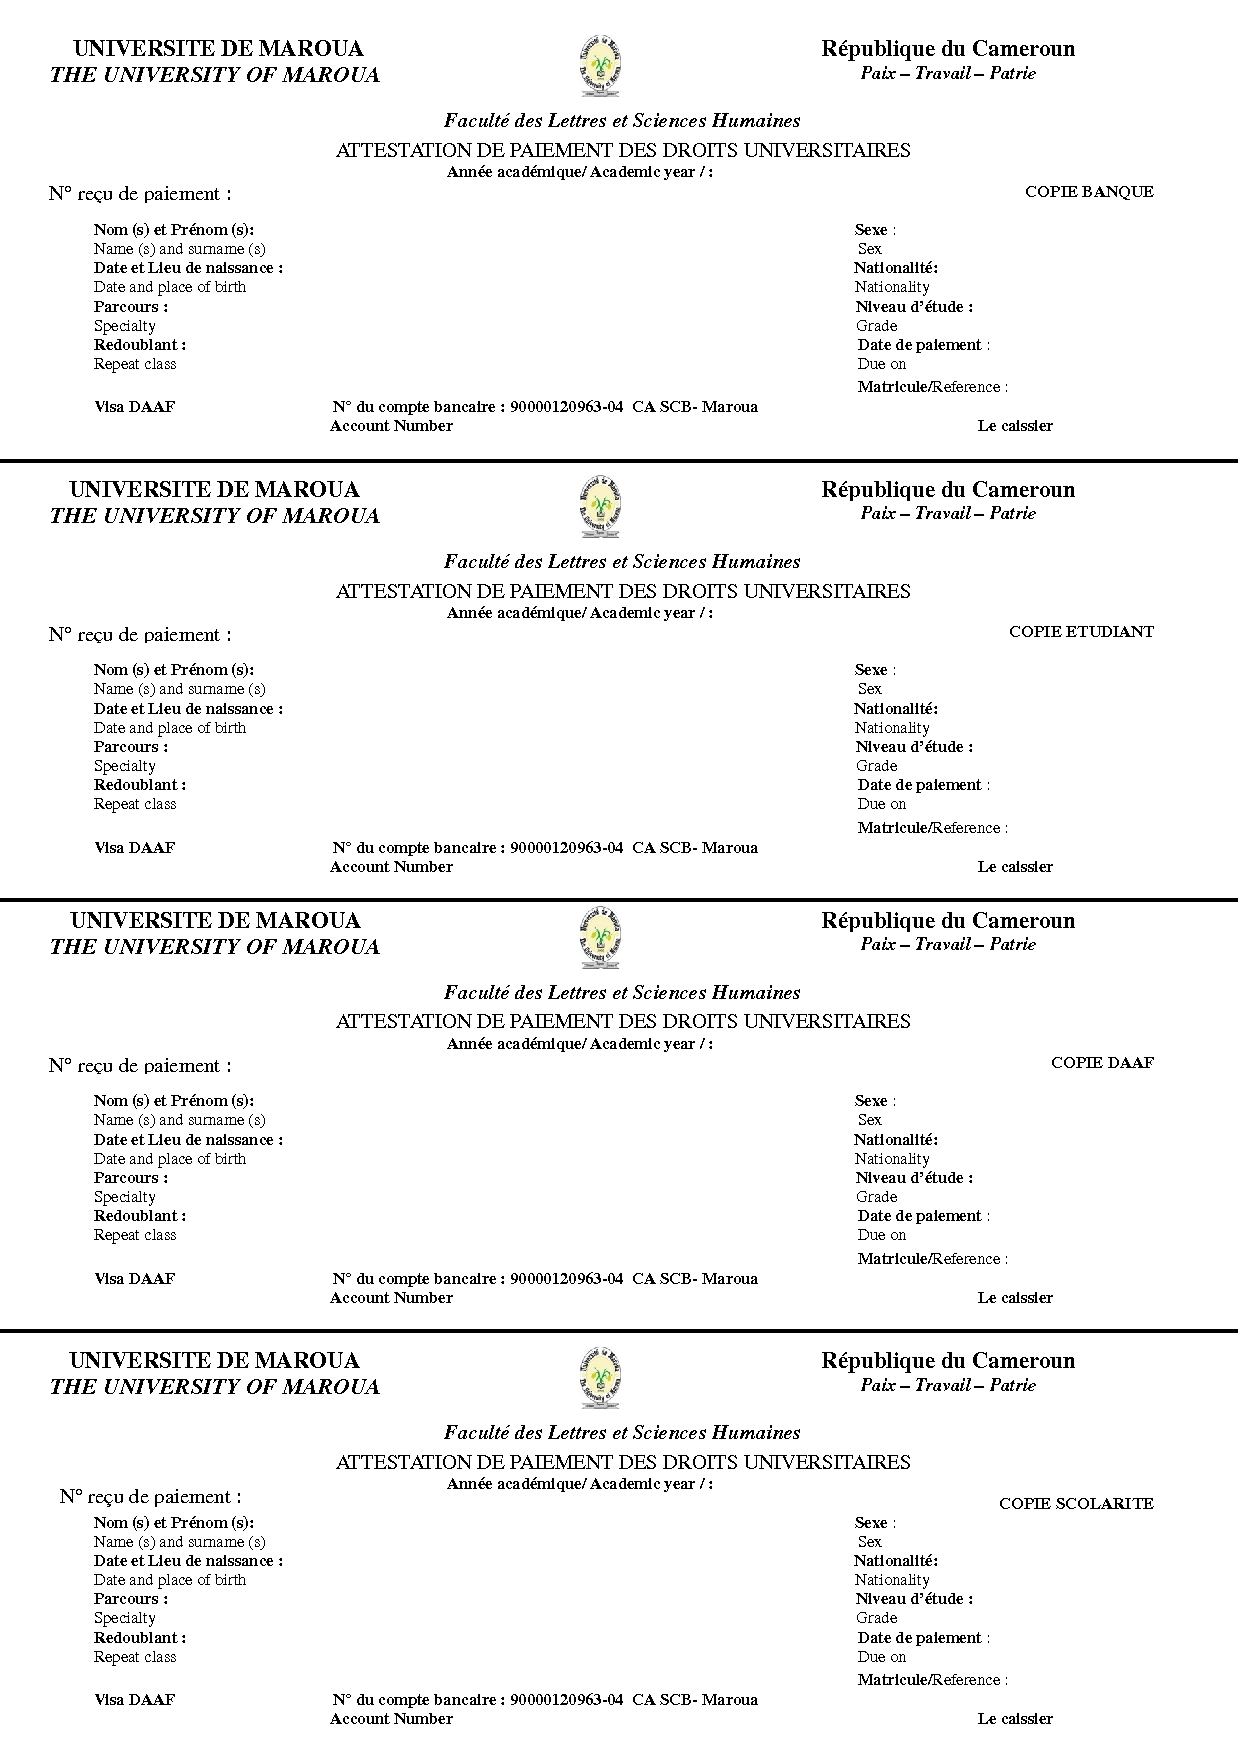 UNIVERSITE DE MAROUA
THE UNIVERSITY OF MAROUA
République du Cameroun
Paix – Travail – Patrie
Faculté des Lettres et Sciences Humaines
ATTESTATION DE PAIEMENT DES DROITS UNIVERSITAIRES
Année académique/ Academic year / :
N° reçu de paiement :
COPIE BANQUE
Nom (s) et Prénom (s):
Name (s) and surname (s)
Date et Lieu de naissance :
Date and place of birth
Parcours :
Specialty
Redoublant :
Repeat class
Sexe :
Sex
Nationalité:
Nationality
Niveau d’étude :
Grade
Date de paiement :
Due on
Matricule/Reference :
Visa DAAF
N° du compte bancaire : 90000120963-04 CA SCB- Maroua
Account Number
Le caissier
UNIVERSITE DE MAROUA
THE UNIVERSITY OF MAROUA
République du Cameroun
Paix – Travail – Patrie
Faculté des Lettres et Sciences Humaines
ATTESTATION DE PAIEMENT DES DROITS UNIVERSITAIRES
Année académique/ Academic year / :
N° reçu de paiement :
COPIE ETUDIANT
Nom (s) et Prénom (s):
Name (s) and surname (s)
Date et Lieu de naissance :
Date and place of birth
Parcours :
Specialty
Redoublant :
Repeat class
Sexe :
Sex
Nationalité:
Nationality
Niveau d’étude :
Grade
Date de paiement :
Due on
Matricule/Reference :
Visa DAAF
N° du compte bancaire : 90000120963-04 CA SCB- Maroua
Account Number
Le caissier
UNIVERSITE DE MAROUA
THE UNIVERSITY OF MAROUA
République du Cameroun
Paix – Travail – Patrie
Faculté des Lettres et Sciences Humaines
ATTESTATION DE PAIEMENT DES DROITS UNIVERSITAIRES
Année académique/ Academic year / :
N° reçu de paiement :
COPIE DAAF
Nom (s) et Prénom (s):
Name (s) and surname (s)
Date et Lieu de naissance :
Date and place of birth
Parcours :
Specialty
Redoublant :
Repeat class
Sexe :
Sex
Nationalité:
Nationality
Niveau d’étude :
Grade
Date de paiement :
Due on
Matricule/Reference :
Visa DAAF
N° du compte bancaire : 90000120963-04 CA SCB- Maroua
Account Number
Le caissier
UNIVERSITE DE MAROUA
THE UNIVERSITY OF MAROUA
République du Cameroun
Paix – Travail – Patrie
Faculté des Lettres et Sciences Humaines
ATTESTATION DE PAIEMENT DES DROITS UNIVERSITAIRES
Année académique/ Academic year / :
N° reçu de paiement :
COPIE SCOLARITE
Nom (s) et Prénom (s):
Name (s) and surname (s)
Date et Lieu de naissance :
Date and place of birth
Parcours :
Specialty
Redoublant :
Repeat class
Sexe :
Sex
Nationalité:
Nationality
Niveau d’étude :
Grade
Date de paiement :
Due on
Matricule/Reference :
Visa DAAF
N° du compte bancaire : 90000120963-04 CA SCB- Maroua
Account Number
Le caissier